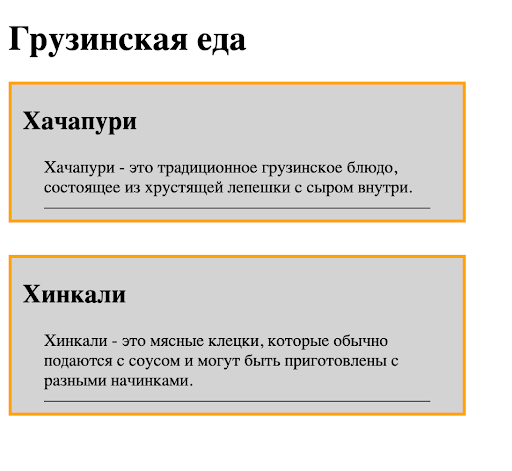 Грузинская еда
Хачапури
Хачапури - это традиционное грузинское блюдо,
состоящее из хрустящей лепешки с сыром внутри.
Хинкали
Хинкали - это мясные клецки, которые обычно
подаются с соусом и могут быть приготовлены с
разными начинками.